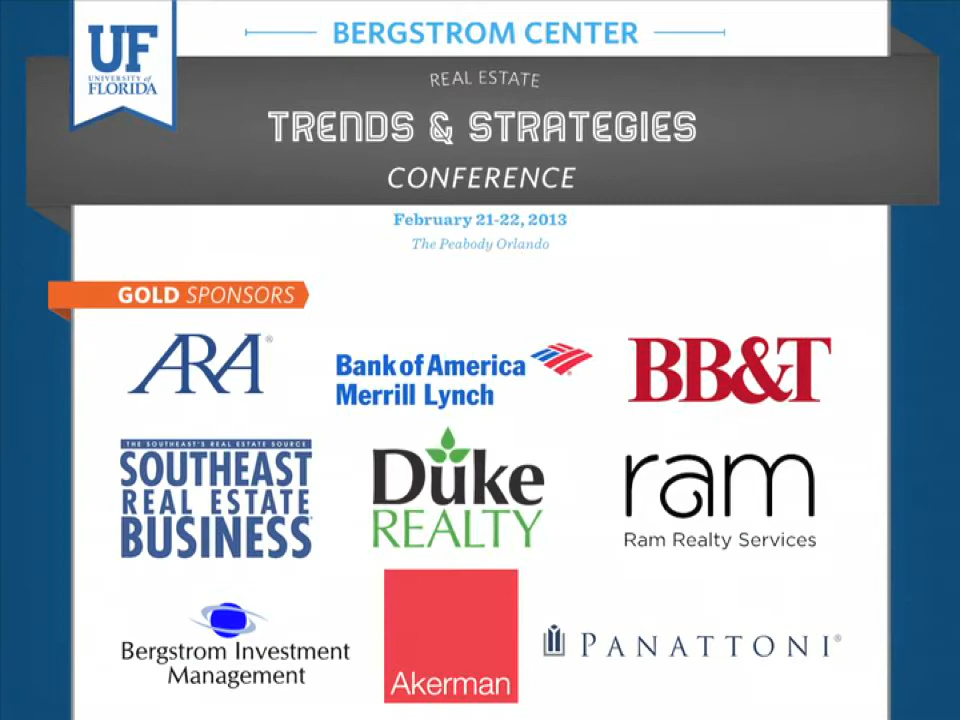 UF
UNIVERSITY of
FLORIDA
BERGSTROM CENTER
REAL ESTATE
TRENDS & STRATEGIES
CONFERENCE
February 21-22, 2013
The Peabody Orlando
GOLD SPONSORS
ARA®
Bank of America
Merrill Lynch
BB&T
THE SOUTHEAST'S REAL ESTATE SOURCE
SOUTHEAST
REAL ESTATE
BUSINESS
Duke
REALTY
ram
Ram Realty Services
Bergstrom Investment
Management
Akerman
PANATTONI®